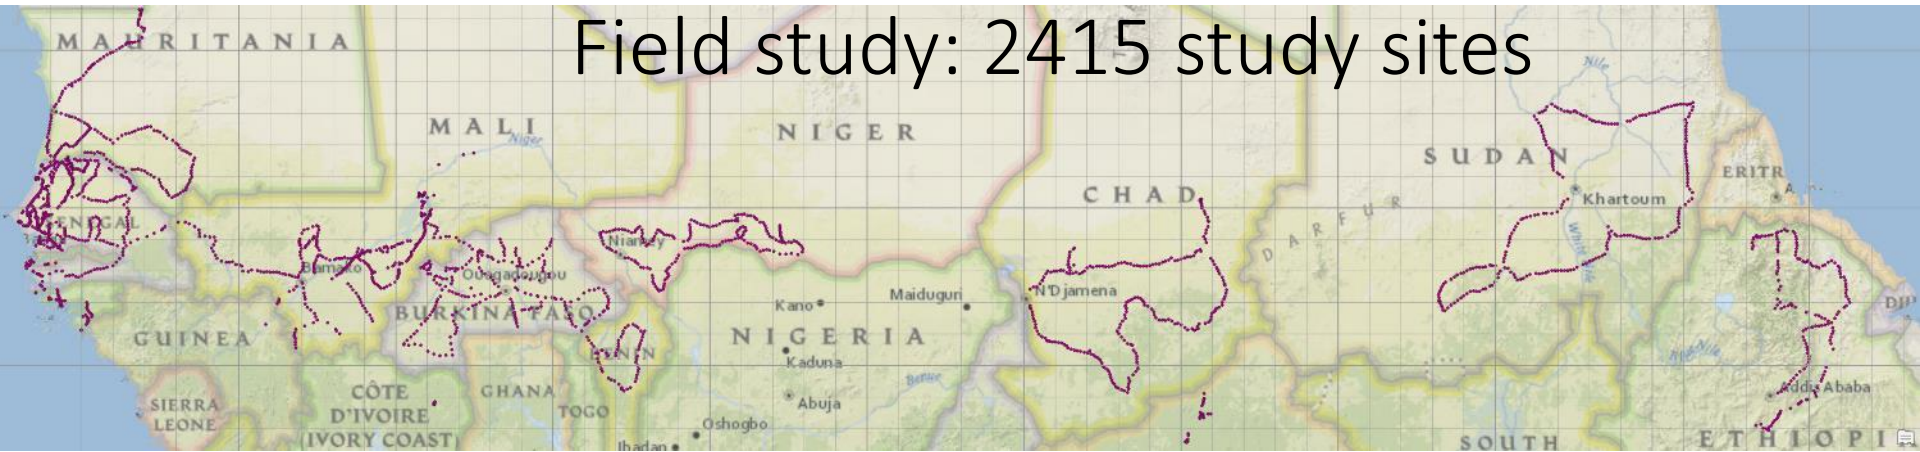 Field study: 2415 study sites
MAURITANIA
MALI
Niger
NIGER
CHAD
SUDAN
Nile
ERITR
Khartoum
DARFUR
White Nile
SENEGAL
Bamako
Ouagadougou
Niamey
BURKINA FASO
GUINEA
Kano
Maiduguri
N'Djamena
NIGERIA
BENIN
Kaduna
Benue
Abuja
SIERRA
LEONE
CÔTE
D'IVOIRE
(IVORY COAST)
GHANA
TOGO
Oshogbo
Ibadan
DJI
Addis Ababa
SOUTH
ETHIOPI